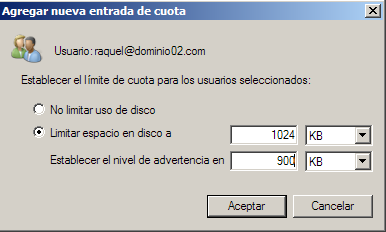 Agregar nueva entrada de cuota
Usuario: raquel@dominio02.com
Establecer el límite de cuota para los usuarios seleccionados:
No limitar uso de disco
Limitar espacio en disco a 1024 KB
Establecer el nivel de advertencia en 900 KB
Aceptar Cancelar